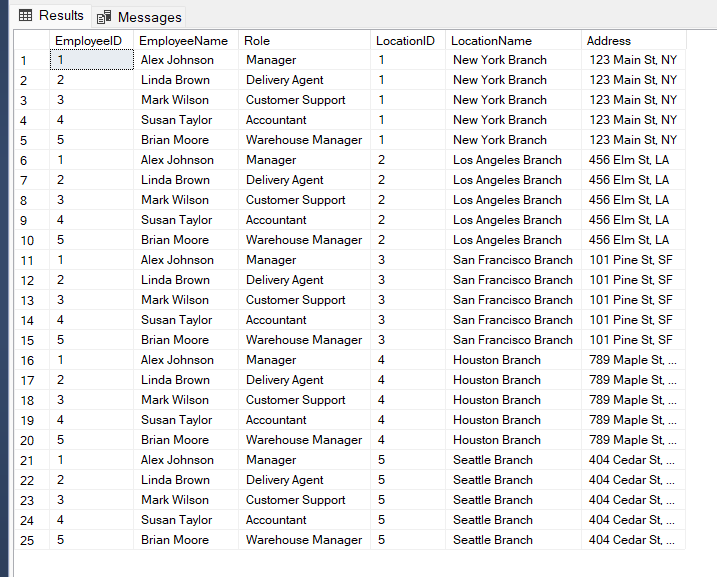 Results Messages
EmployeeID EmployeeName Role LocationID LocationName Address
1 1 Alex Johnson Manager 1 New York Branch 123 Main St, NY
2 2 Linda Brown Delivery Agent 1 New York Branch 123 Main St, NY
3 3 Mark Wilson Customer Support 1 New York Branch 123 Main St, NY
4 4 Susan Taylor Accountant 1 New York Branch 123 Main St, NY
5 5 Brian Moore Warehouse Manager 1 New York Branch 123 Main St, NY
6 1 Alex Johnson Manager 2 Los Angeles Branch 456 Elm St, LA
7 2 Linda Brown Delivery Agent 2 Los Angeles Branch 456 Elm St, LA
8 3 Mark Wilson Customer Support 2 Los Angeles Branch 456 Elm St, LA
9 4 Susan Taylor Accountant 2 Los Angeles Branch 456 Elm St, LA
10 5 Brian Moore Warehouse Manager 2 Los Angeles Branch 456 Elm St, LA
11 1 Alex Johnson Manager 3 San Francisco Branch 101 Pine St, SF
12 2 Linda Brown Delivery Agent 3 San Francisco Branch 101 Pine St, SF
13 3 Mark Wilson Customer Support 3 San Francisco Branch 101 Pine St, SF
14 4 Susan Taylor Accountant 3 San Francisco Branch 101 Pine St, SF
15 5 Brian Moore Warehouse Manager 3 San Francisco Branch 101 Pine St, SF
16 1 Alex Johnson Manager 4 Houston Branch 789 Maple St, ...
17 2 Linda Brown Delivery Agent 4 Houston Branch 789 Maple St, ...
18 3 Mark Wilson Customer Support 4 Houston Branch 789 Maple St, ...
19 4 Susan Taylor Accountant 4 Houston Branch 789 Maple St, ...
20 5 Brian Moore Warehouse Manager 4 Houston Branch 789 Maple St, ...
21 1 Alex Johnson Manager 5 Seattle Branch 404 Cedar St, ...
22 2 Linda Brown Delivery Agent 5 Seattle Branch 404 Cedar St, ...
23 3 Mark Wilson Customer Support 5 Seattle Branch 404 Cedar St, ...
24 4 Susan Taylor Accountant 5 Seattle Branch 404 Cedar St, ...
25 5 Brian Moore Warehouse Manager 5 Seattle Branch 404 Cedar St, ...